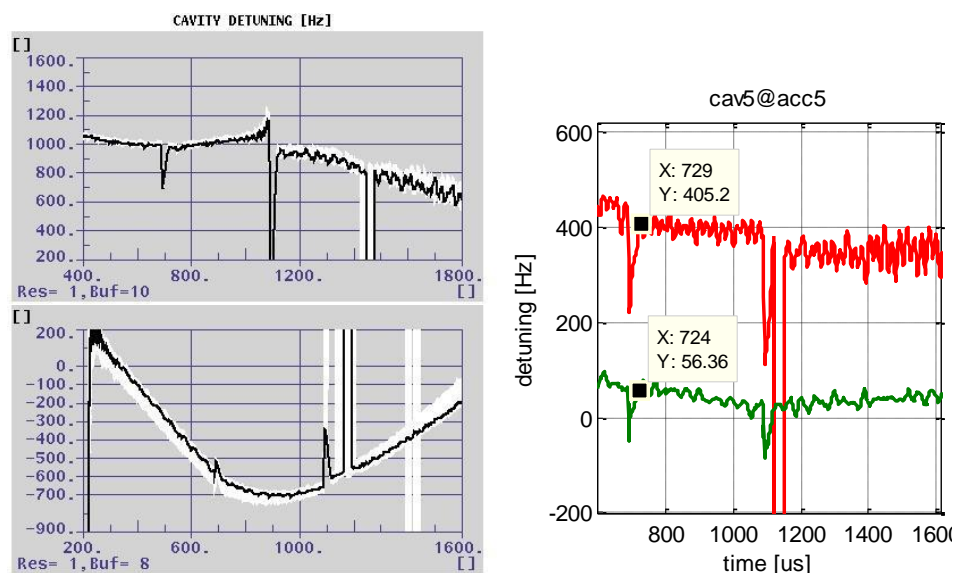 CAVITY DETUNING [Hz]
[]
1600.
1400.
1200.
1000.
800.
600.
400.
200.
400. 800. 1200. 1800.
Res= 1,Buf=10 []
[]
200.
0.
-100.
-200.
-300.
-400.
-500.
-600.
-700.
-900.
200. 600. 1000. 1600.
Res= 1,Buf= 8 []
cav5@acc5
600
400
200
0
-200
detuning [Hz]
X: 729
Y: 405.2
X: 724
Y: 56.36
800 1000 1200 1400 1600
time [us]